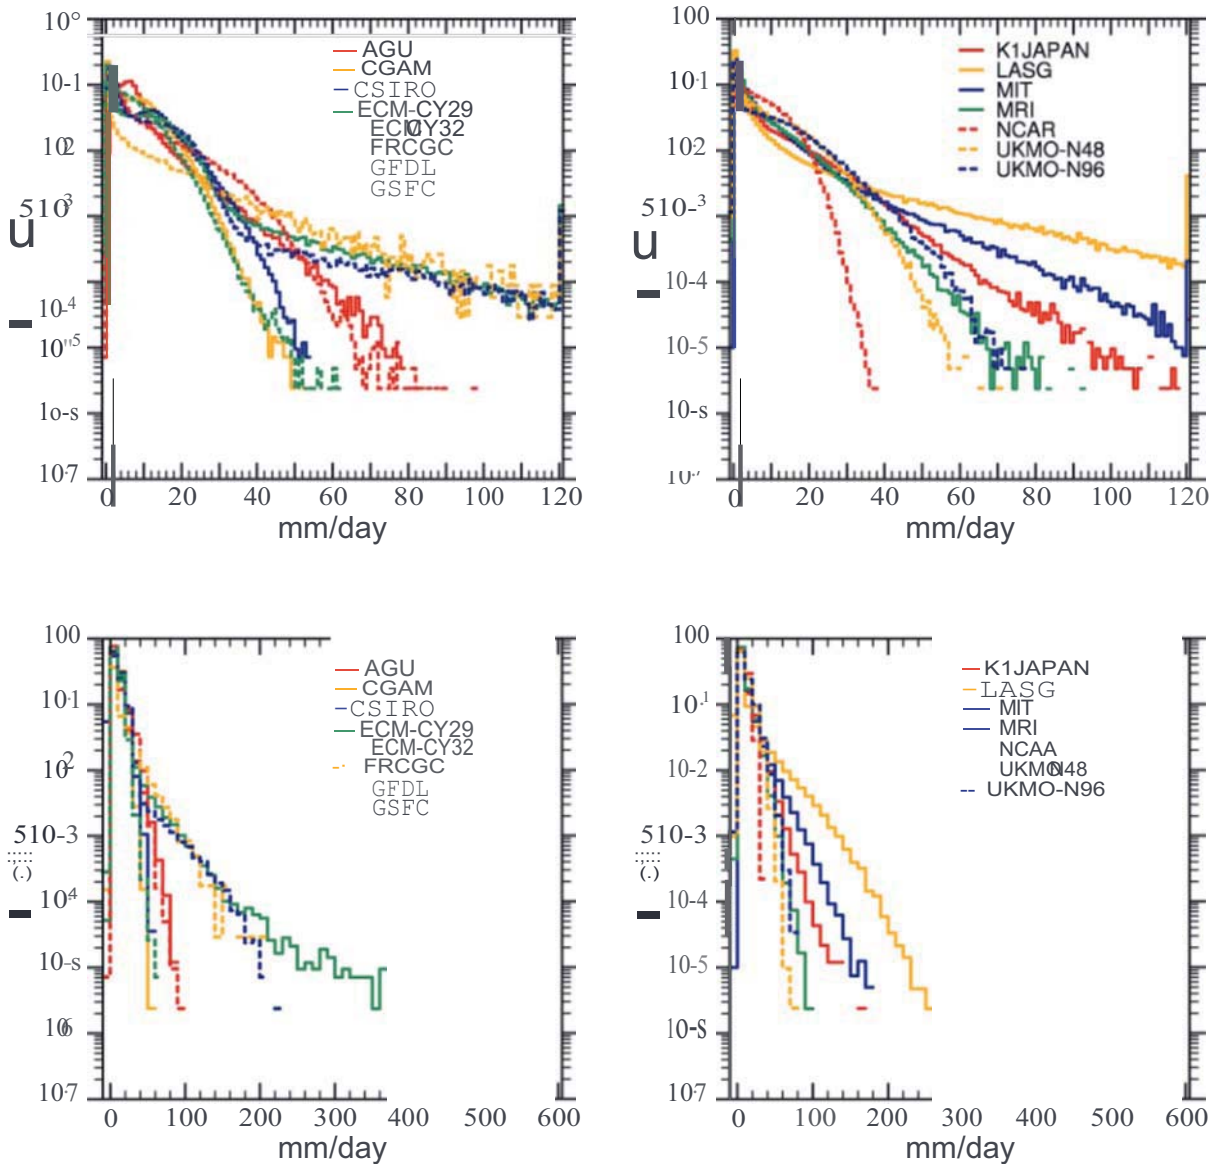 10°
10-1
102
510³
u
10-4
10"5
10-s
10-7
AGU
CGAM
CSIRO
ECM-CY29
ECMCY32
FRCGC
GFDL
GSFC
0 20 40 60 80 100 120
mm/day
100
10-1
102
510-3
u
10-4
10-5
10-s
K1JAPAN
LASG
MIT
MRI
NCAR
UKMO-N48
UKMO-N96
0 20 40 60 80 100 120
mm/day
100
10-1
102
510-3
(.)
104
10-s
106
10-7
AGU
CGAM
CSIRO
ECM-CY29
ECM-CY32
FRCGC
GFDL
GSFC
0 100 200 300 400 500 600
mm/day
100
10-1
10-2
510-3
(.)
10-4
10-5
10-s
10-7
K1JAPAN
LASG
MIT
MRI
NCAA
UKMON48
UKMO-N96
0 100 200 300 400 500 600
mm/day